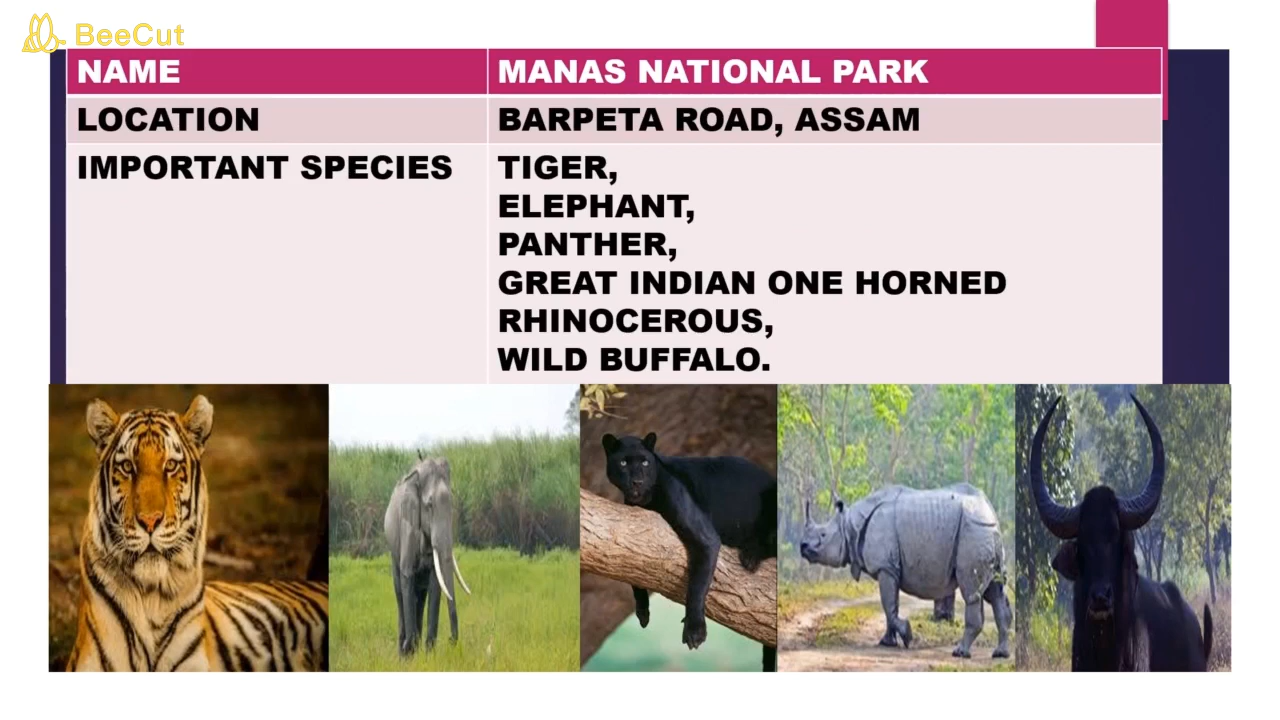 BeeCut
NAME
MANAS NATIONAL PARK
LOCATION
BARPETA ROAD, ASSAM
IMPORTANT SPECIES
TIGER,
ELEPHANT,
PANTHER,
GREAT INDIAN ONE HORNED
RHINOCEROUS,
WILD BUFFALO.